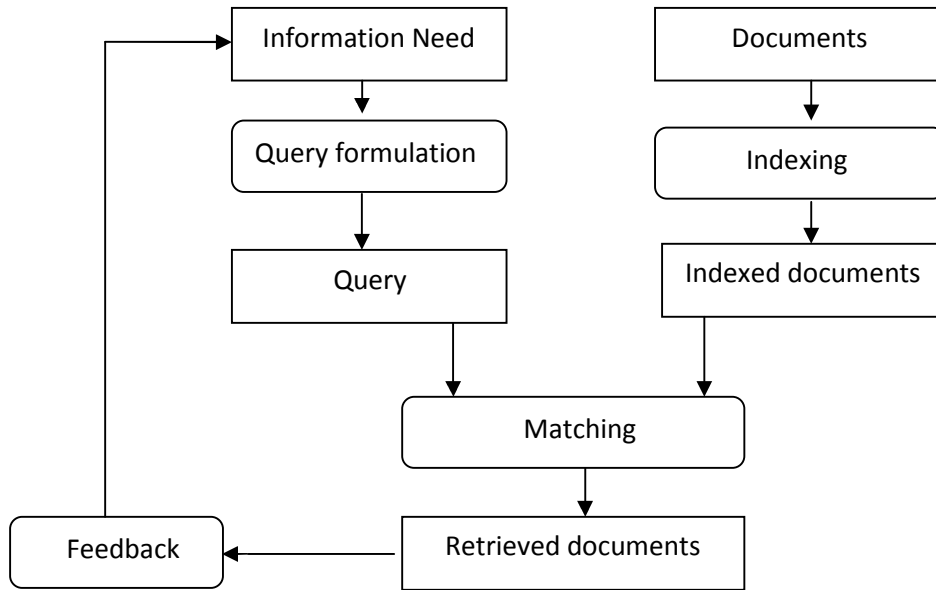 Information Need
Documents
Query formulation
Indexing
Query
Indexed documents
Matching
Feedback
Retrieved documents